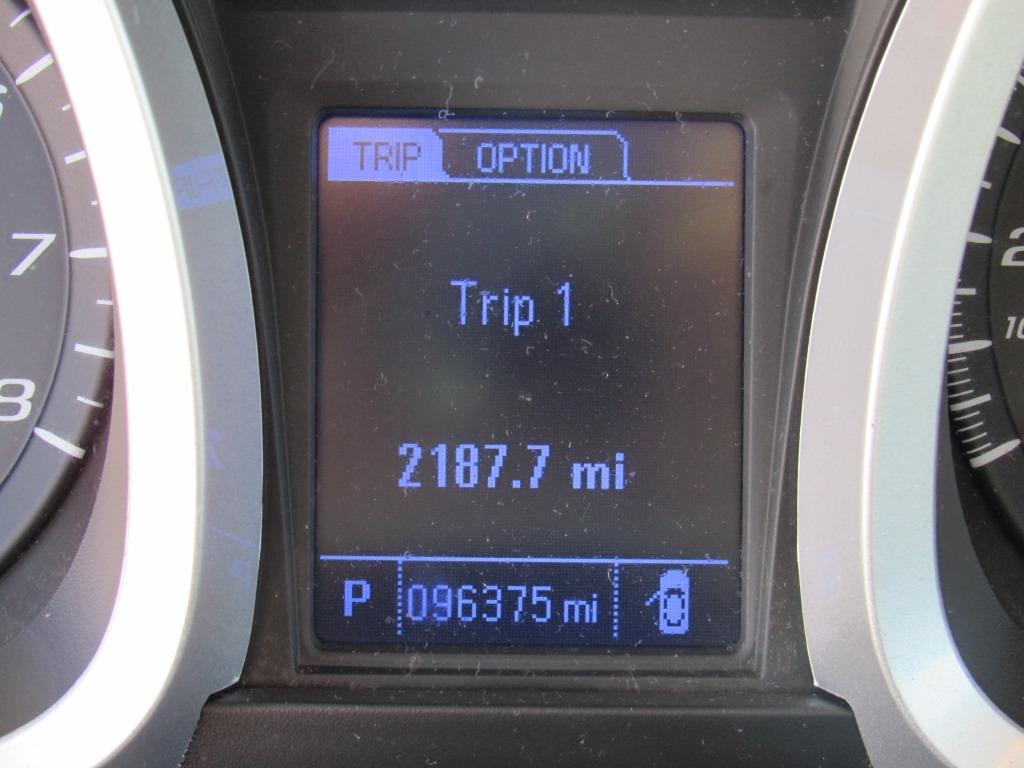 TRIP OPTION
Trip 1
2187.7 mi
P 096375 mi
7
8